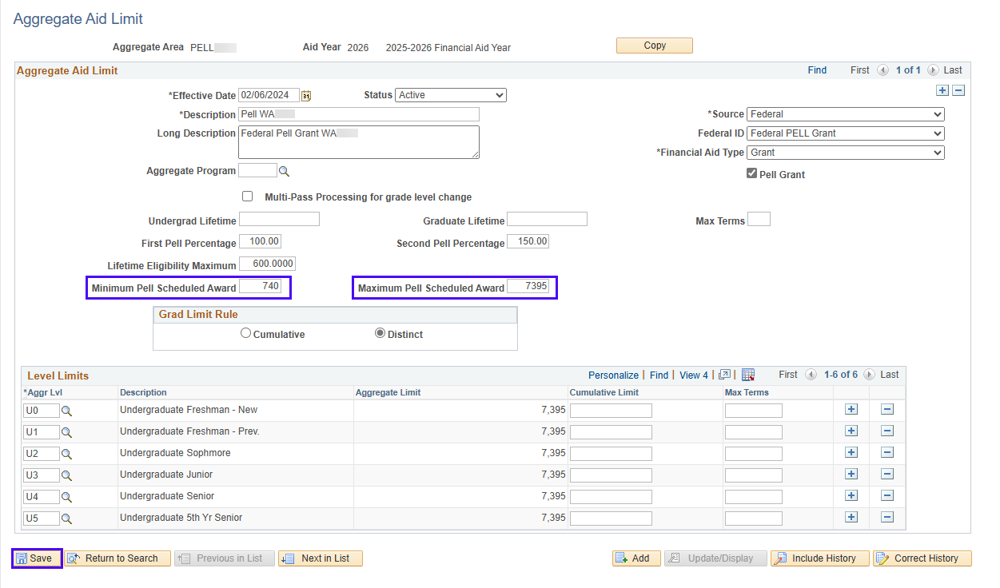 Aggregate Aid Limit
Aggregate Area PELL Aid Year 2026 2025-2026 Financial Aid Year Copy
Aggregate Aid Limit Find First 1 of 1 Last
*Effective Date 02/06/2024 31 Status Active
*Description Pell WA *Source Federal
Long Description Federal Pell Grant WA Federal ID Federal PELL Grant
*Financial Aid Type Grant
Aggregate Program Pell Grant
Multi-Pass Processing for grade level change
Undergrad Lifetime Graduate Lifetime Max Terms
First Pell Percentage 100.00 Second Pell Percentage 150.00
Lifetime Eligibility Maximum 600.0000
Minimum Pell Scheduled Award 740 Maximum Pell Scheduled Award 7395
Grad Limit Rule
Cumulative Distinct
Level Limits Personalize | Find | View 4 | | First 1-6 of 6 Last
*Aggr Lvl Description Aggregate Limit Cumulative Limit Max Terms
U0 Undergraduate Freshman - New 7,395
U1 Undergraduate Freshman - Prev. 7,395
U2 Undergraduate Sophmore 7,395
U3 Undergraduate Junior 7,395
U4 Undergraduate Senior 7,395
U5 Undergraduate 5th Yr Senior 7,395
Save Return to Search Previous in List Next in List Add Update/Display Include History Correct History